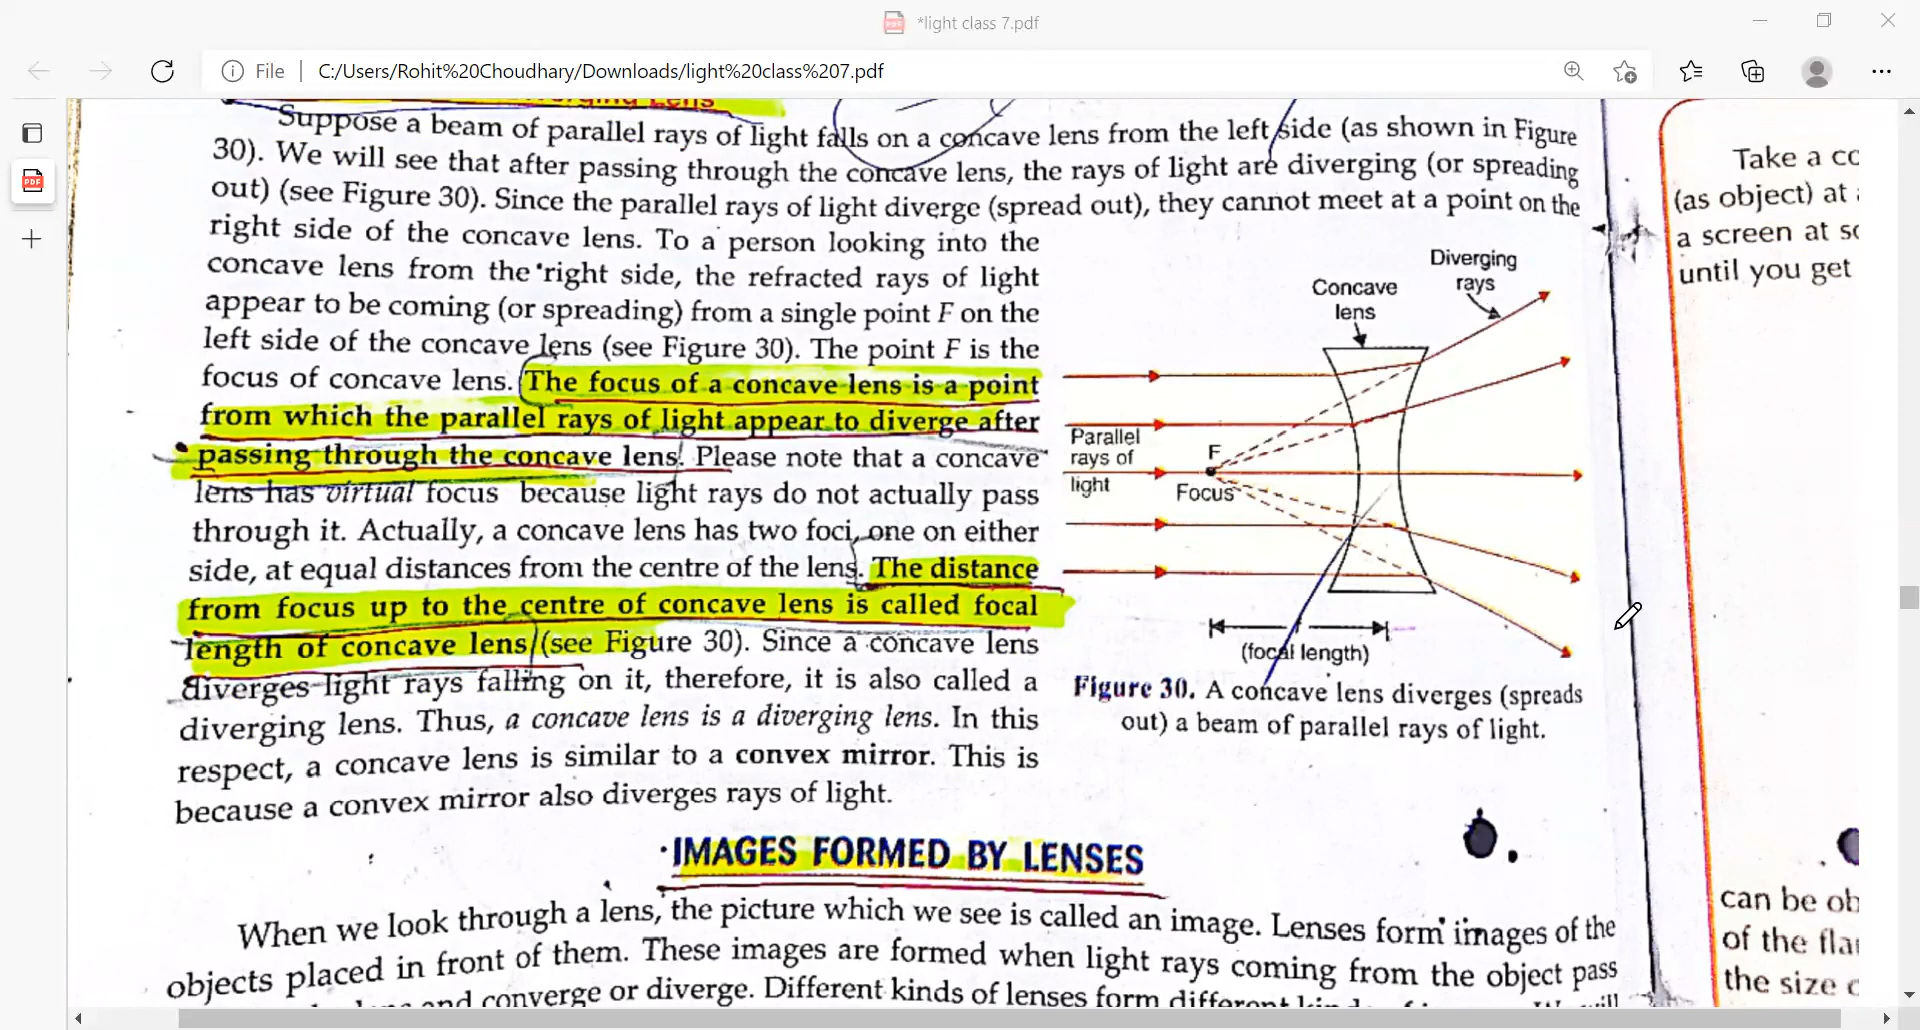 *light class 7.pdf
File | C:/Users/Rohit%20Choudhary/Downloads/light%20class%207.pdf
Lens
Suppose a beam of parallel rays of light falls on a concave lens from the left side (as shown in Figure
30). We will see that after passing through the concave lens, the rays of light are diverging (or spreading
out) (see Figure 30). Since the parallel rays of light diverge (spread out), they cannot meet at a point on the
right side of the concave lens. To a person looking into the
concave lens from the right side, the refracted rays of light
appear to be coming (or spreading) from a single point F on the
left side of the concave lens (see Figure 30). The point F is the
focus of concave lens. The focus of a concave lens is a point
from which the parallel rays of light appear to diverge after
passing through the concave lens. Please note that a concave
lens has virtual focus because light rays do not actually pass
through it. Actually, a concave lens has two foci, one on either
side, at equal distances from the centre of the lens. The distance
from focus up to the centre of concave lens is called focal
length of concave lens (see Figure 30). Since a concave lens
diverges light rays falling on it, therefore, it is also called a
diverging lens. Thus, a concave lens is a diverging lens. In this
respect, a concave lens is similar to a convex mirror. This is
because a convex mirror also diverges rays of light.
Diverging
rays
Concave
lens
Parallel
rays of
light
F
Focus
(focal length)
Figure 30. A concave lens diverges (spreads
out) a beam of parallel rays of light.
IMAGES FORMED BY LENSES
When we look through a lens, the picture which we see is called an image. Lenses form images of the
objects placed in front of them. These images are formed when light rays coming from the object pass
and converge or diverge. Different kinds of lenses form different
Take a
(as object) at
a screen at
until you get
can be
of the
the size